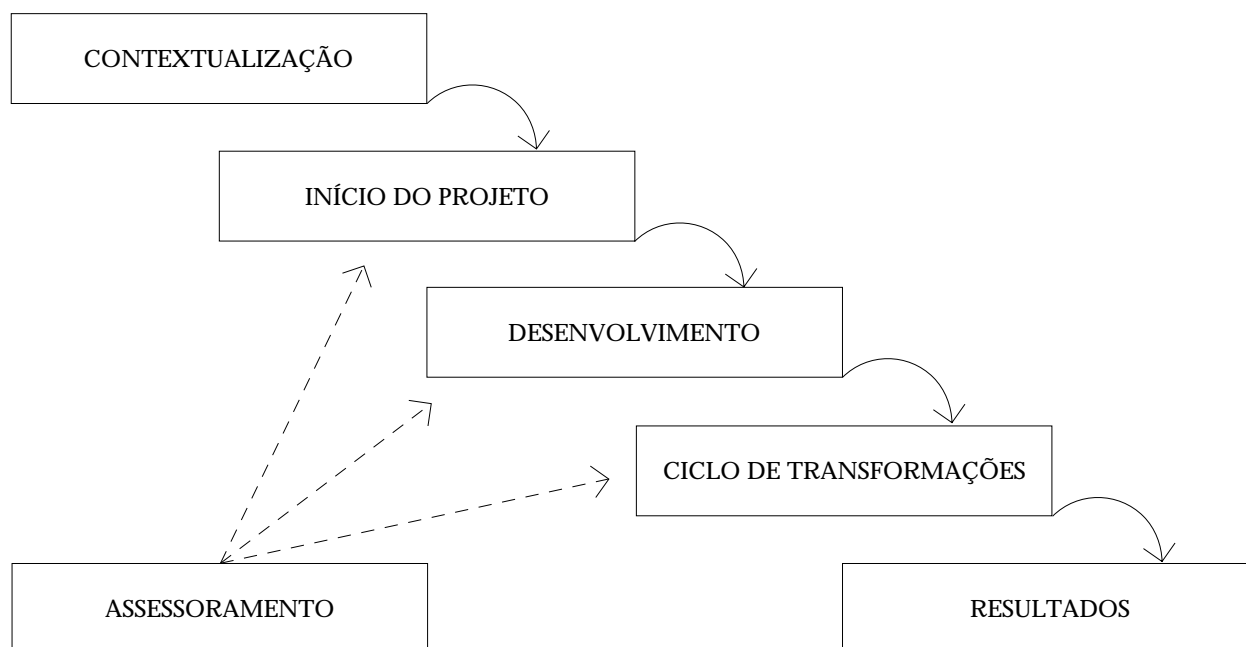 CONTEXTUALIZAÇÃO
INÍCIO DO PROJETO
DESENVOLVIMENTO
CICLO DE TRANSFORMAÇÕES
ASSESSORAMENTO
RESULTADOS